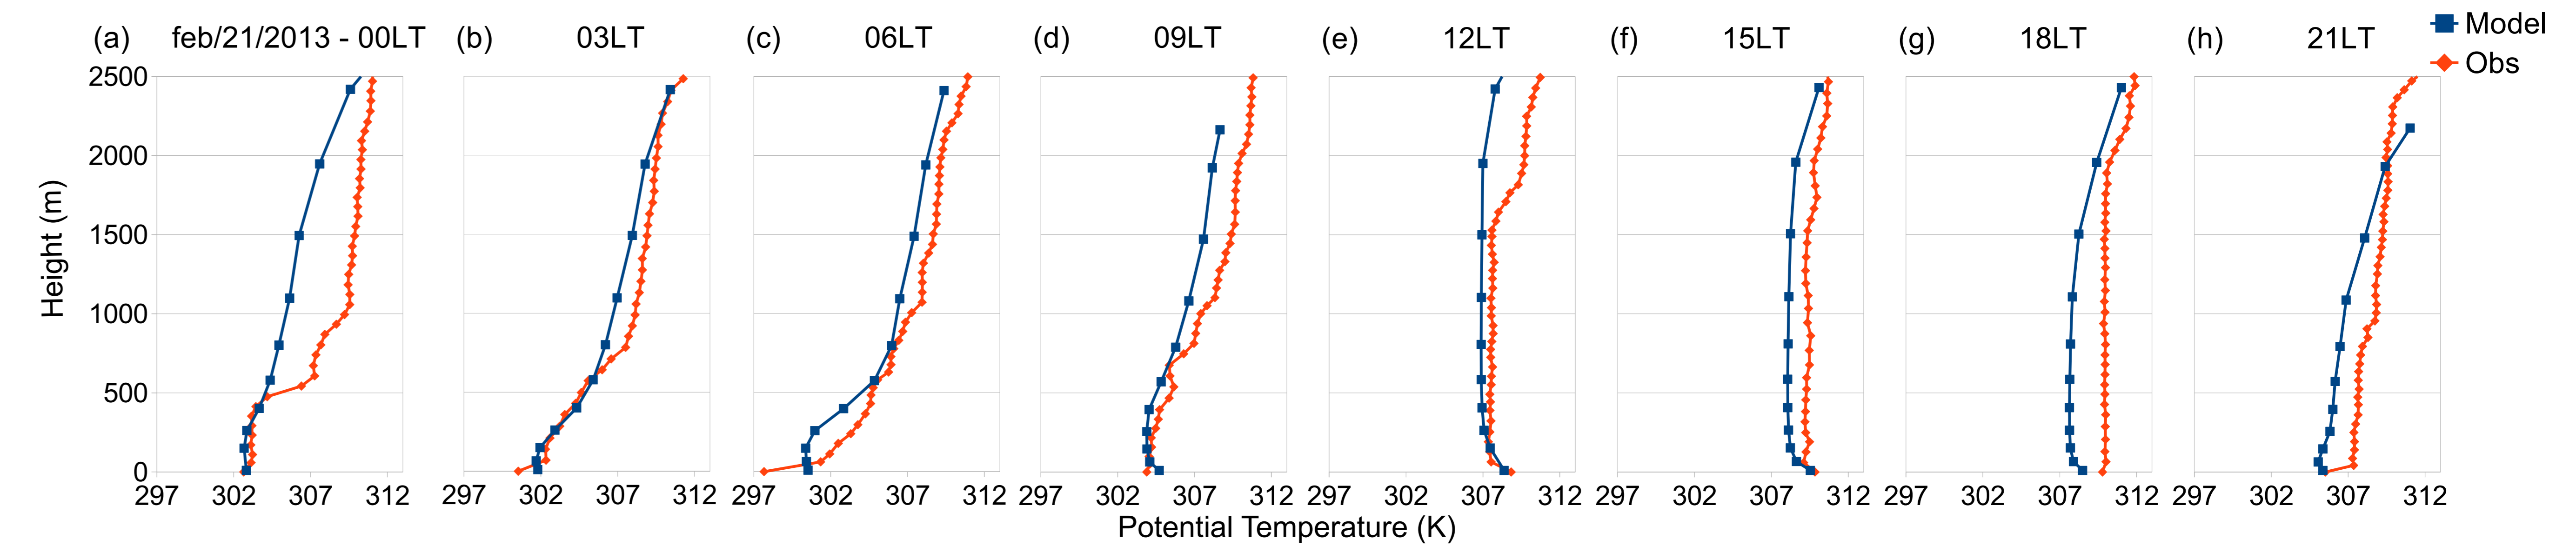 (a) feb/21/2013 - 00LT (b) 03LT (c) 06LT (d) 09LT (e) 12LT (f) 15LT (g) 18LT (h) 21LT
Model
Obs
2500
2000
1500
1000
500
0
Height (m)
297 302 307 312 297 302 307 312 297 302 307 312 297 302 307 312 297 302 307 312 297 302 307 312 297 302 307 312 297 302 307 312
Potential Temperature (K)